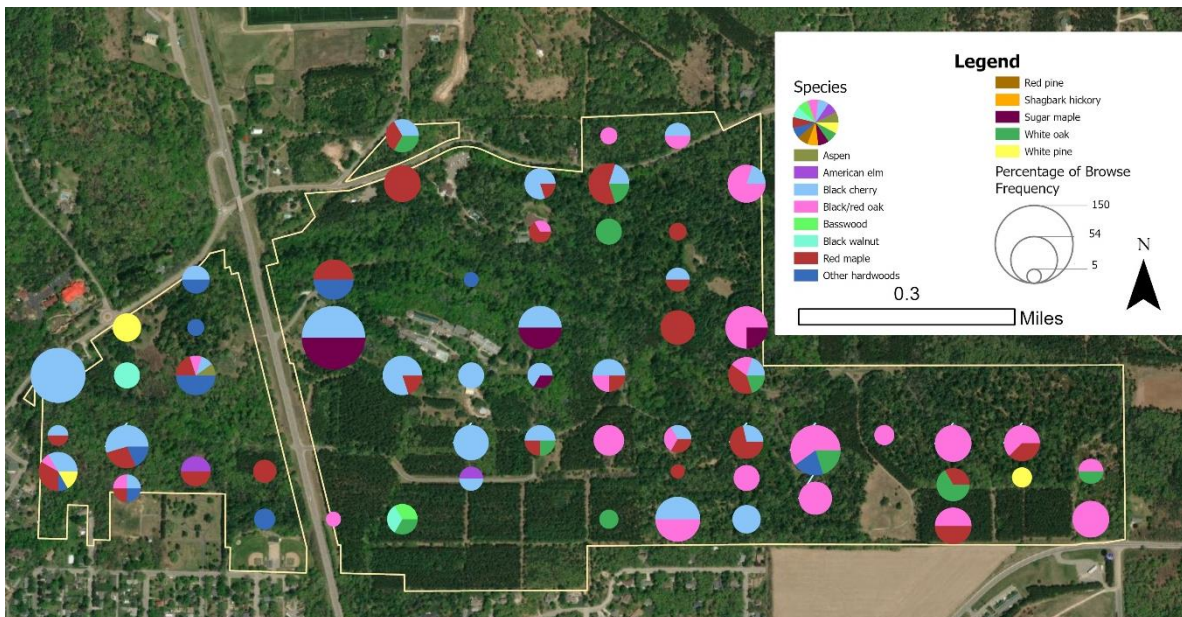 Legend
Species
Aspen
American elm
Black cherry
Black/red oak
Basswood
Black walnut
Red maple
Other hardwoods
Red pine
Shagbark hickory
Sugar maple
White oak
White pine
Percentage of Browse
Frequency
150
54
5
N
0.3
Miles